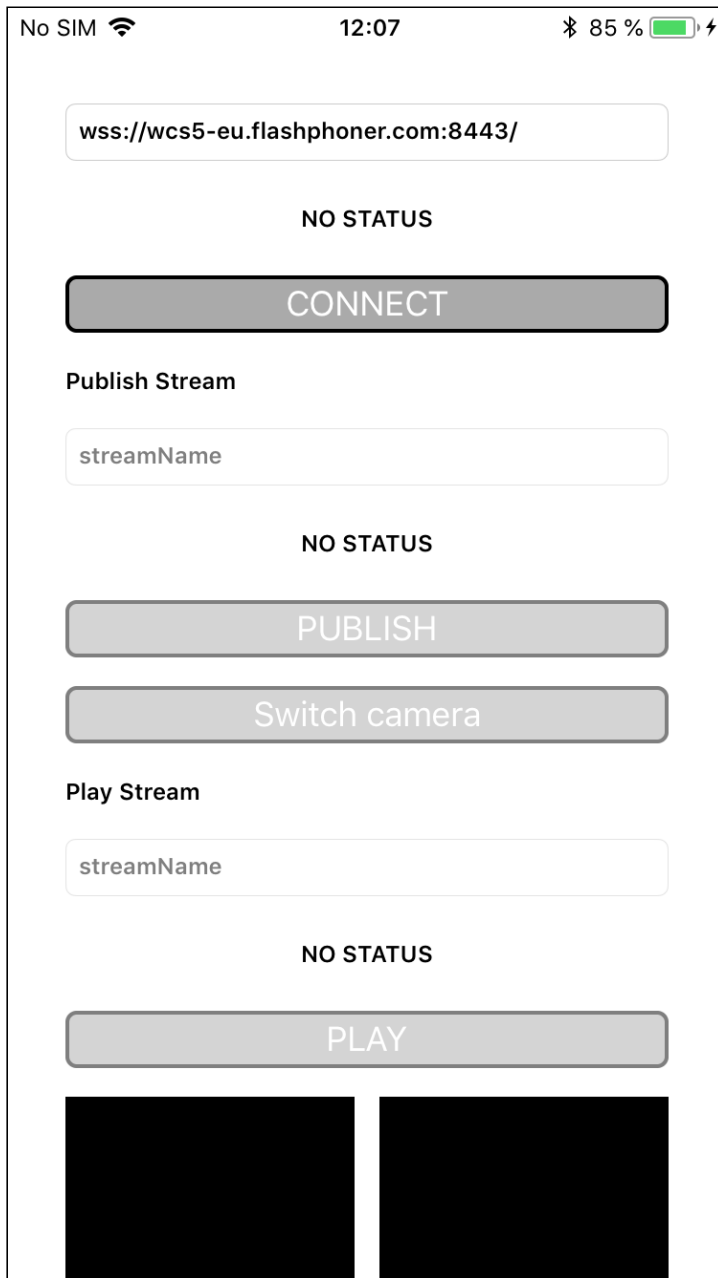 No SIM 12:07 85 %
wss://wcs5-eu.flashphoner.com:8443/
NO STATUS
CONNECT
Publish Stream
streamName
NO STATUS
PUBLISH
Switch camera
Play Stream
streamName
NO STATUS
PLAY